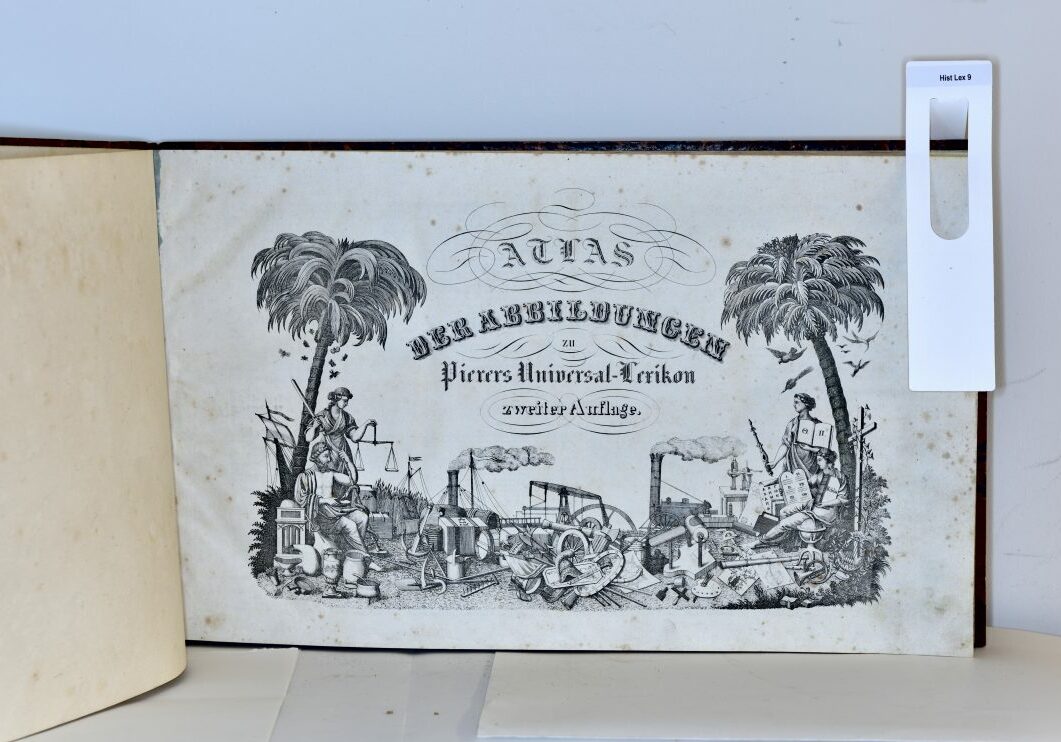 Hist Lex 9
ATLAS
DER ABBILDUNGEN
zu
Pierers Universal-Lexikon
zweiter Auflage.
Θ Π